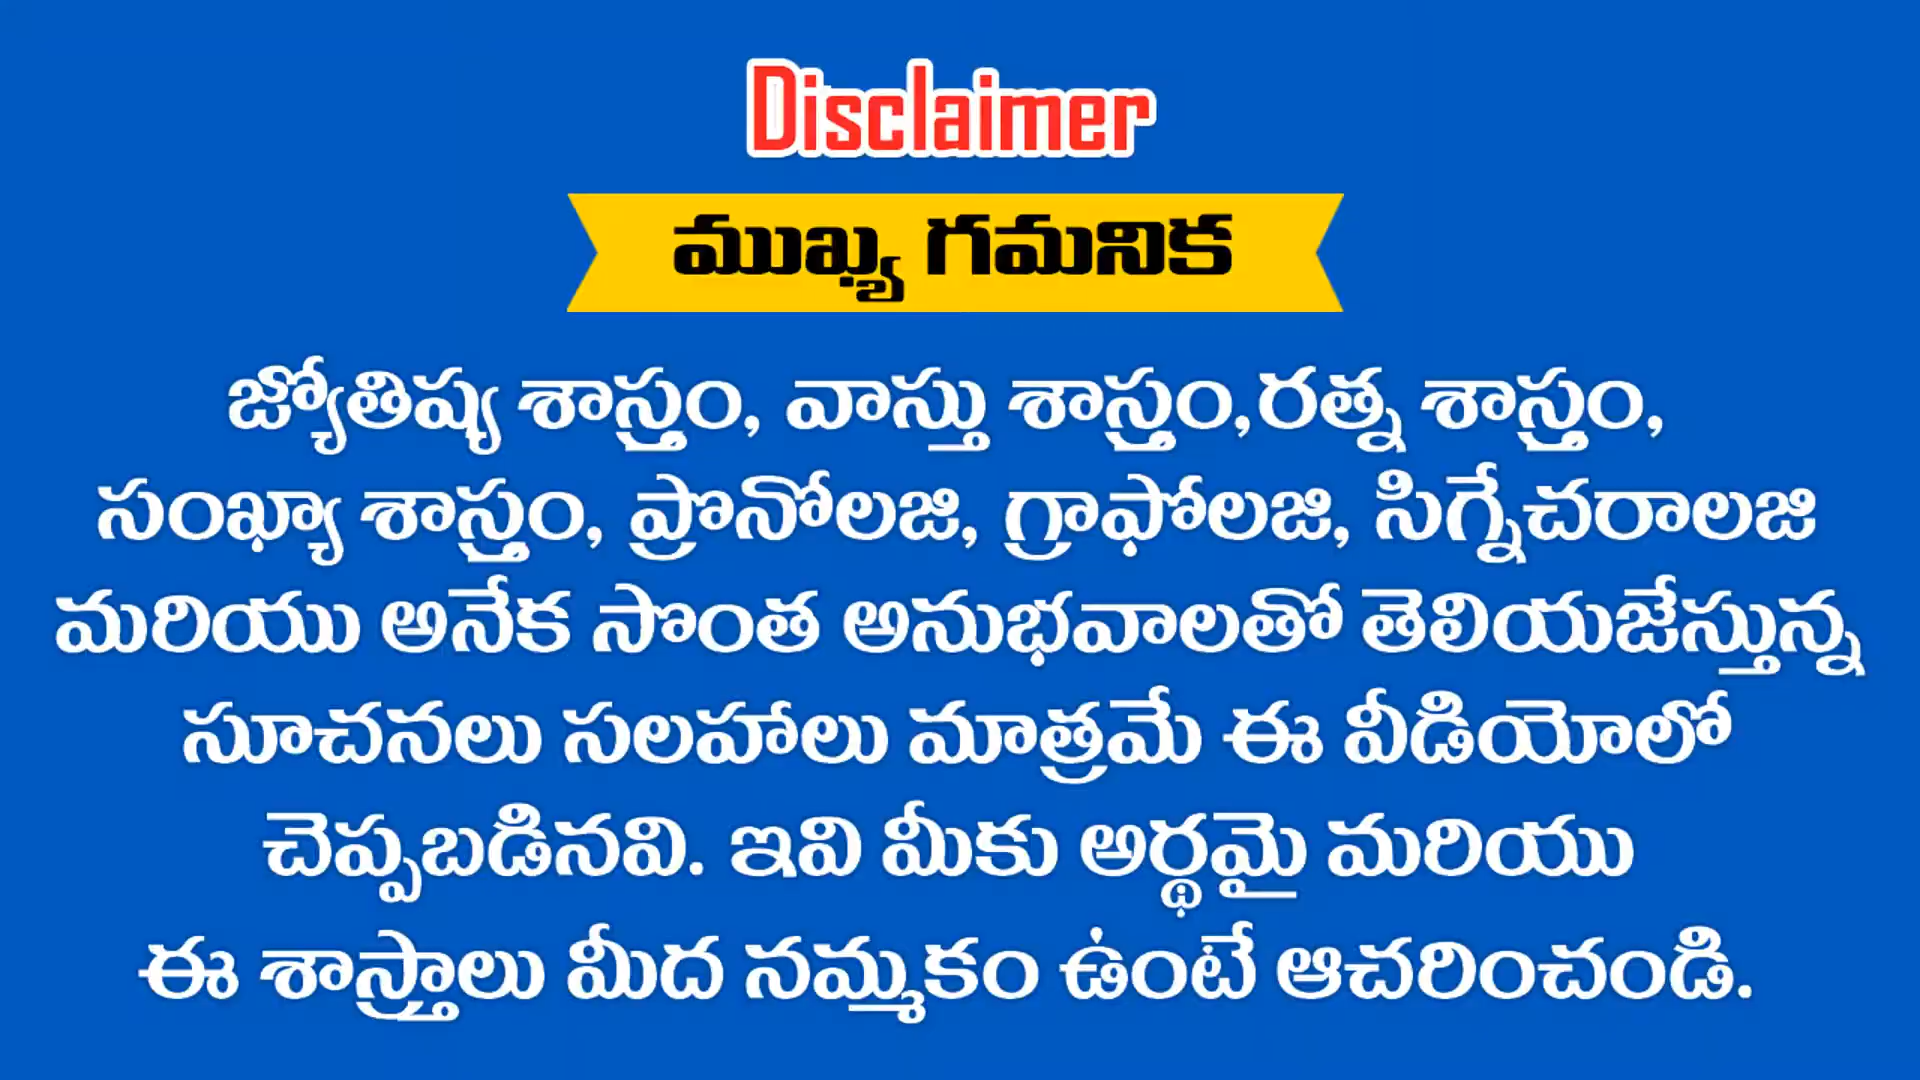 Disclaimer
ముఖ్య గమనిక
జ్యోతిష్య శాస్త్రం, వాస్తు శాస్త్రం,రత్న శాస్త్రం,
సంఖ్యా శాస్త్రం, ప్రొనోలజి, గ్రాఫోలజి, సిగ్నేచరాలజి
మరియు అనేక సొంత అనుభవాలతో తెలియజేస్తున్న
సూచనలు సలహాలు మాత్రమే ఈ వీడియోలో
చెప్పబడినవి. ఇవి మీకు అర్థమై మరియు
ఈ శాస్త్రాలు మీద నమ్మకం ఉంటే ఆచరించండి.